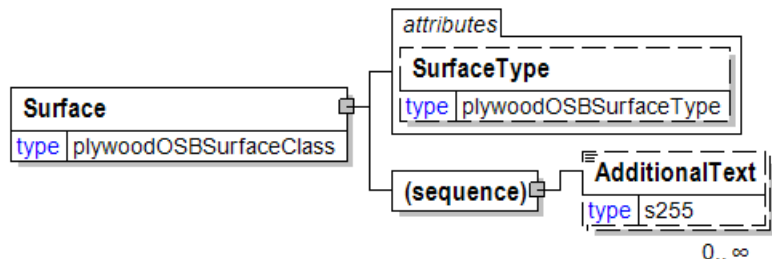 attributes
SurfaceType
type plywoodOSBSurfaceType
Surface
type plywoodOSBSurfaceClass
(sequence)
AdditionalText
type s255
0..∞